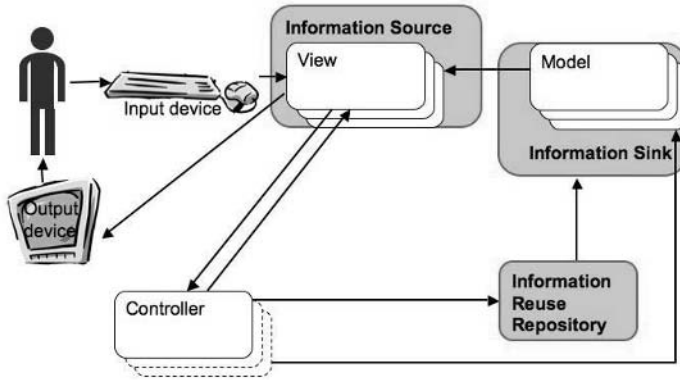 Information Source
View
Model
Input device
Information Sink
Output
device
Controller
Information
Reuse
Repository